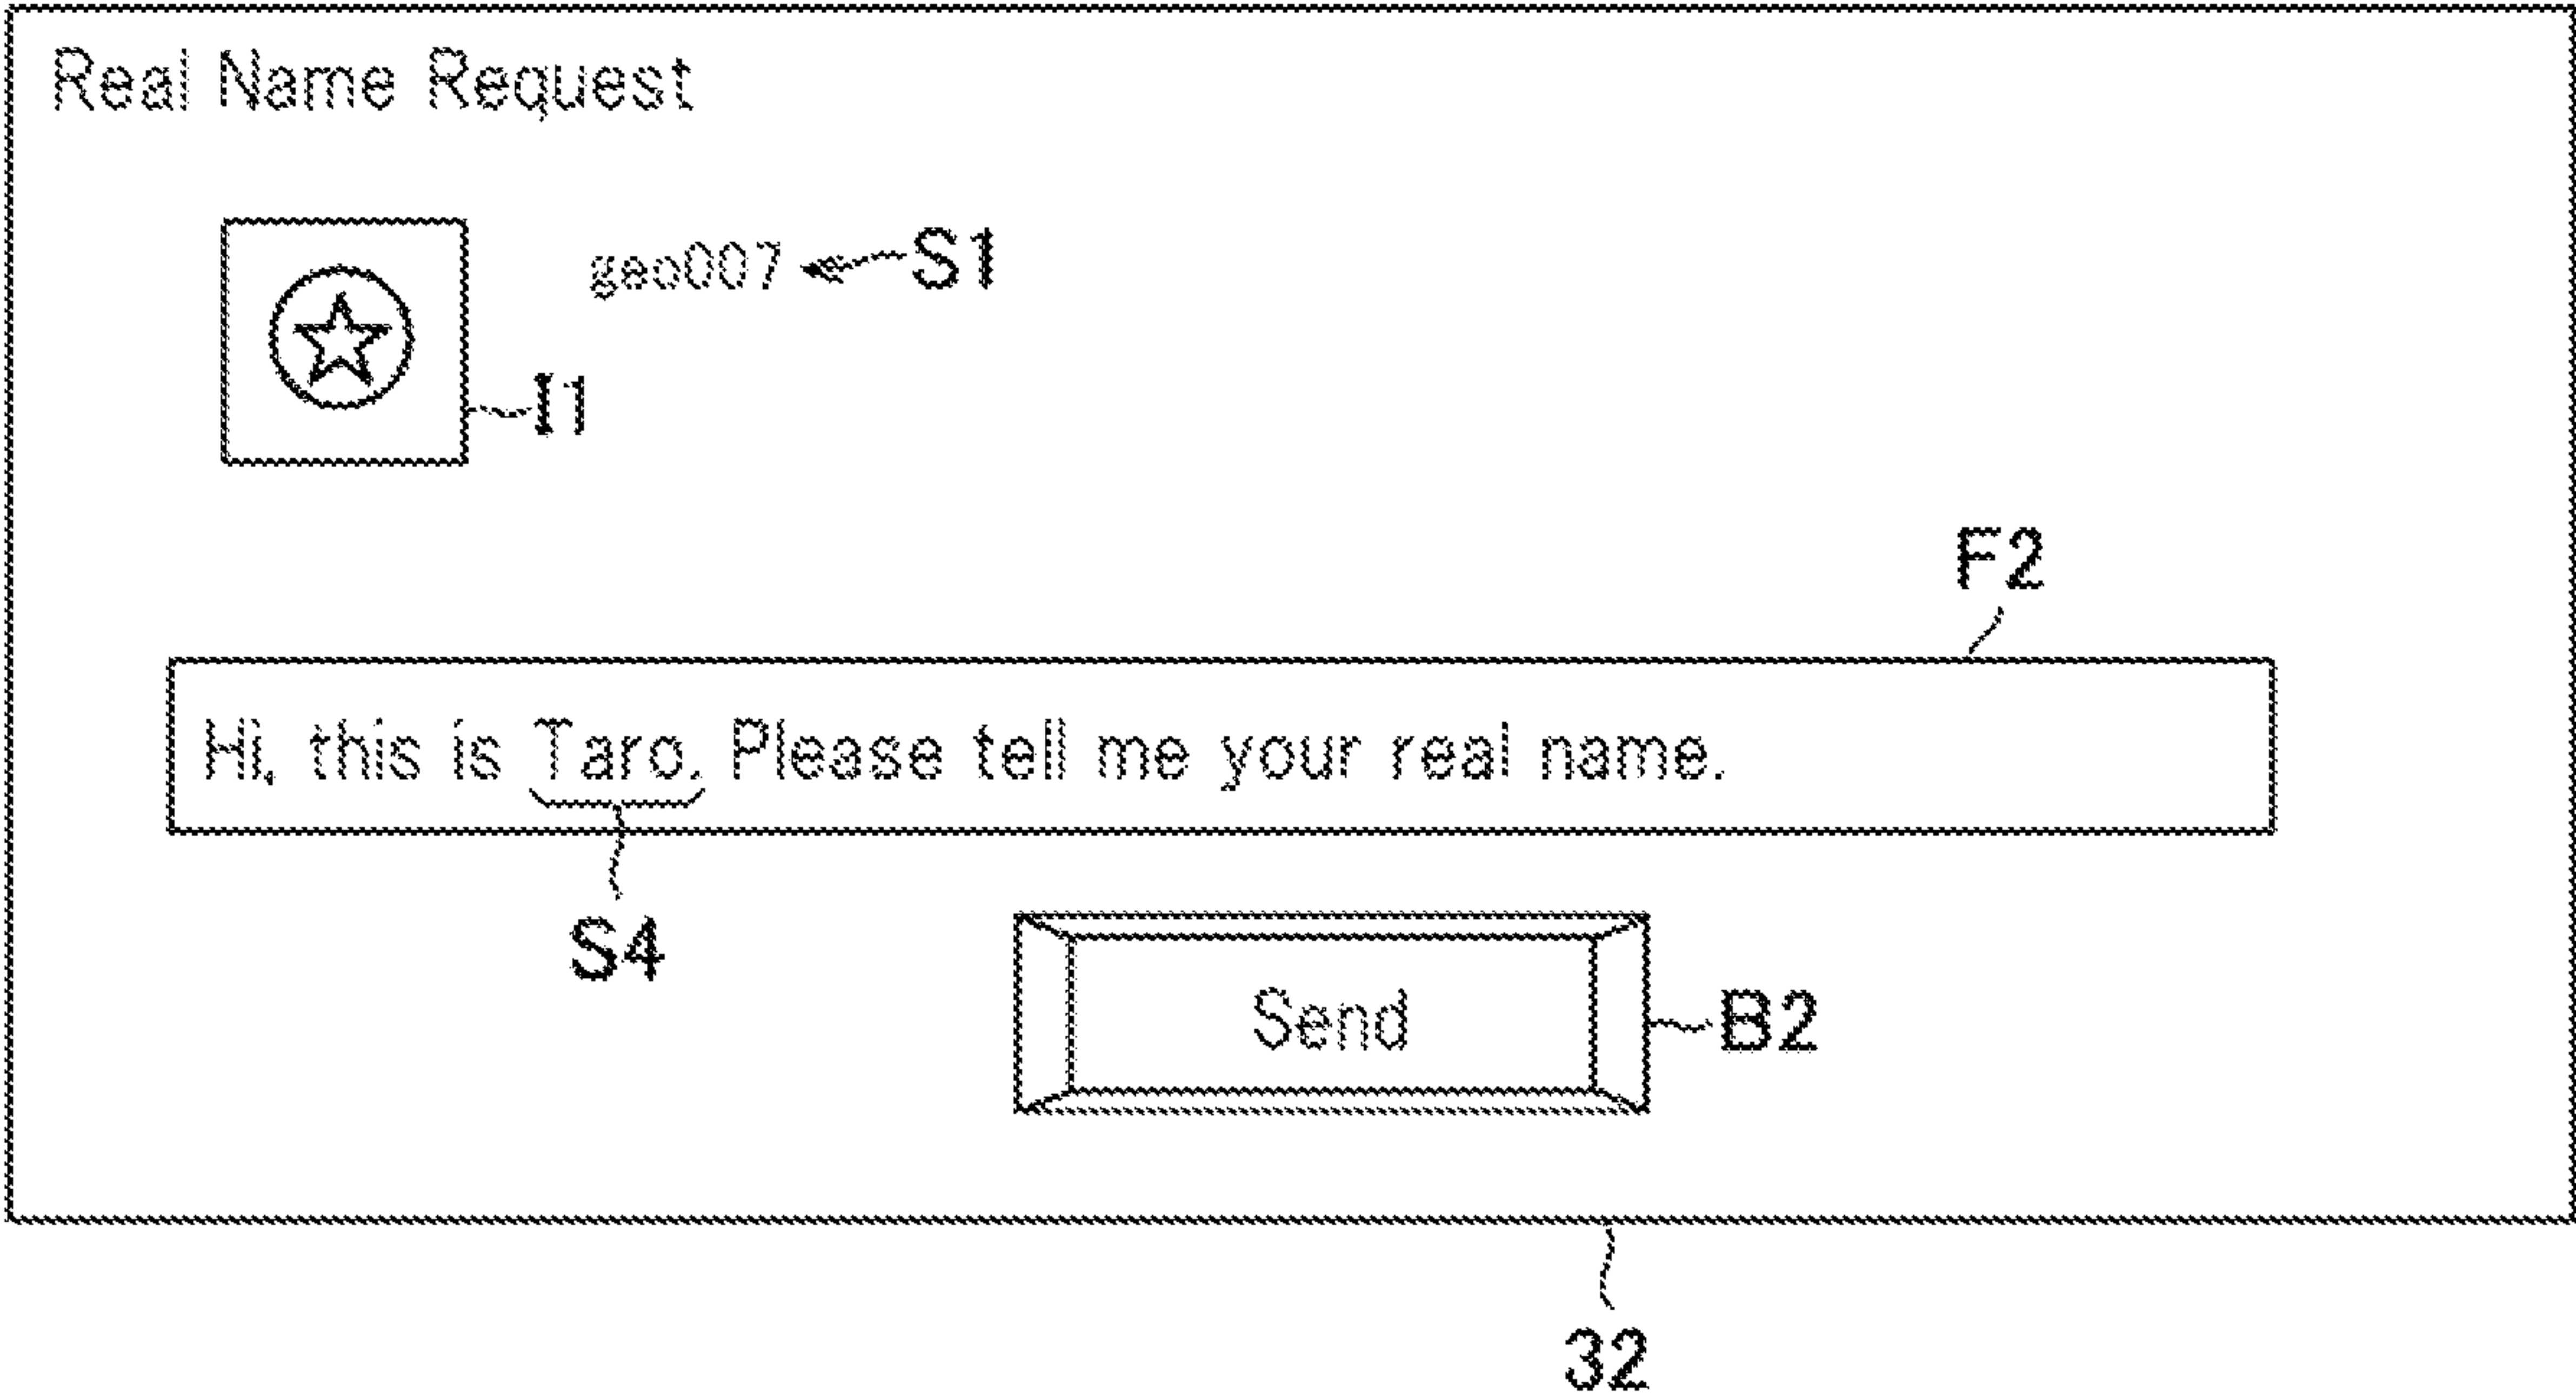 Real Name Request
geo007 S1
I1
F2
Hi, this is Taro. Please tell me your real name.
S4
Send B2
32